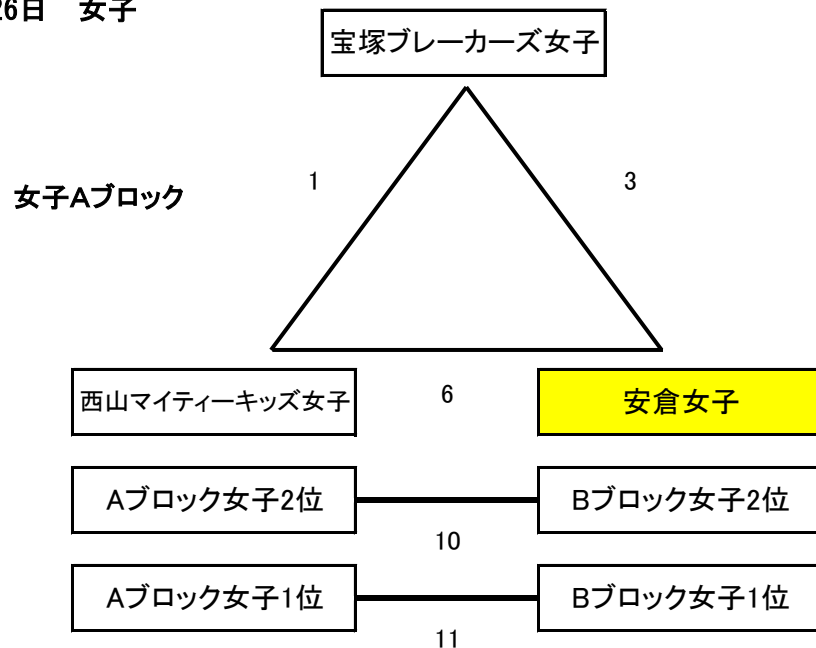 26日 女子
宝塚ブレーカーズ女子
1
3
女子Aブロック
西山マイティーキッズ女子
6
安倉女子
Aブロック女子2位
Bブロック女子2位
10
Aブロック女子1位
Bブロック女子1位
11